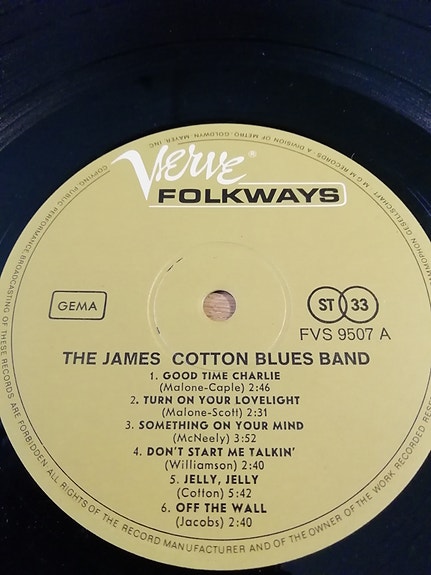 COPYING PUBLIC PERFORMANCE BROADCASTING OF THESE RECORDS ARE FORBIDDEN. ALL RIGHTS OF THE RECORD MANUFACTURER AND OF THE OWNER OF THE WORK RECORDED
M.G.M RECORDS, A DIVISION OF METRO GOLDWYN MAYER, INC.
Verve®
FOLKWAYS
GEMA
ST 33
FVS 9507 A
THE JAMES COTTON BLUES BAND
1. GOOD TIME CHARLIE
(Malone-Caple) 2:46
2. TURN ON YOUR LOVELIGHT
(Malone-Scott) 2:31
3. SOMETHING ON YOUR MIND
(McNeely) 3:52
4. DON'T START ME TALKIN'
(Williamson) 2:40
5. JELLY, JELLY
(Cotton) 5:42
6. OFF THE WALL
(Jacobs) 2:40